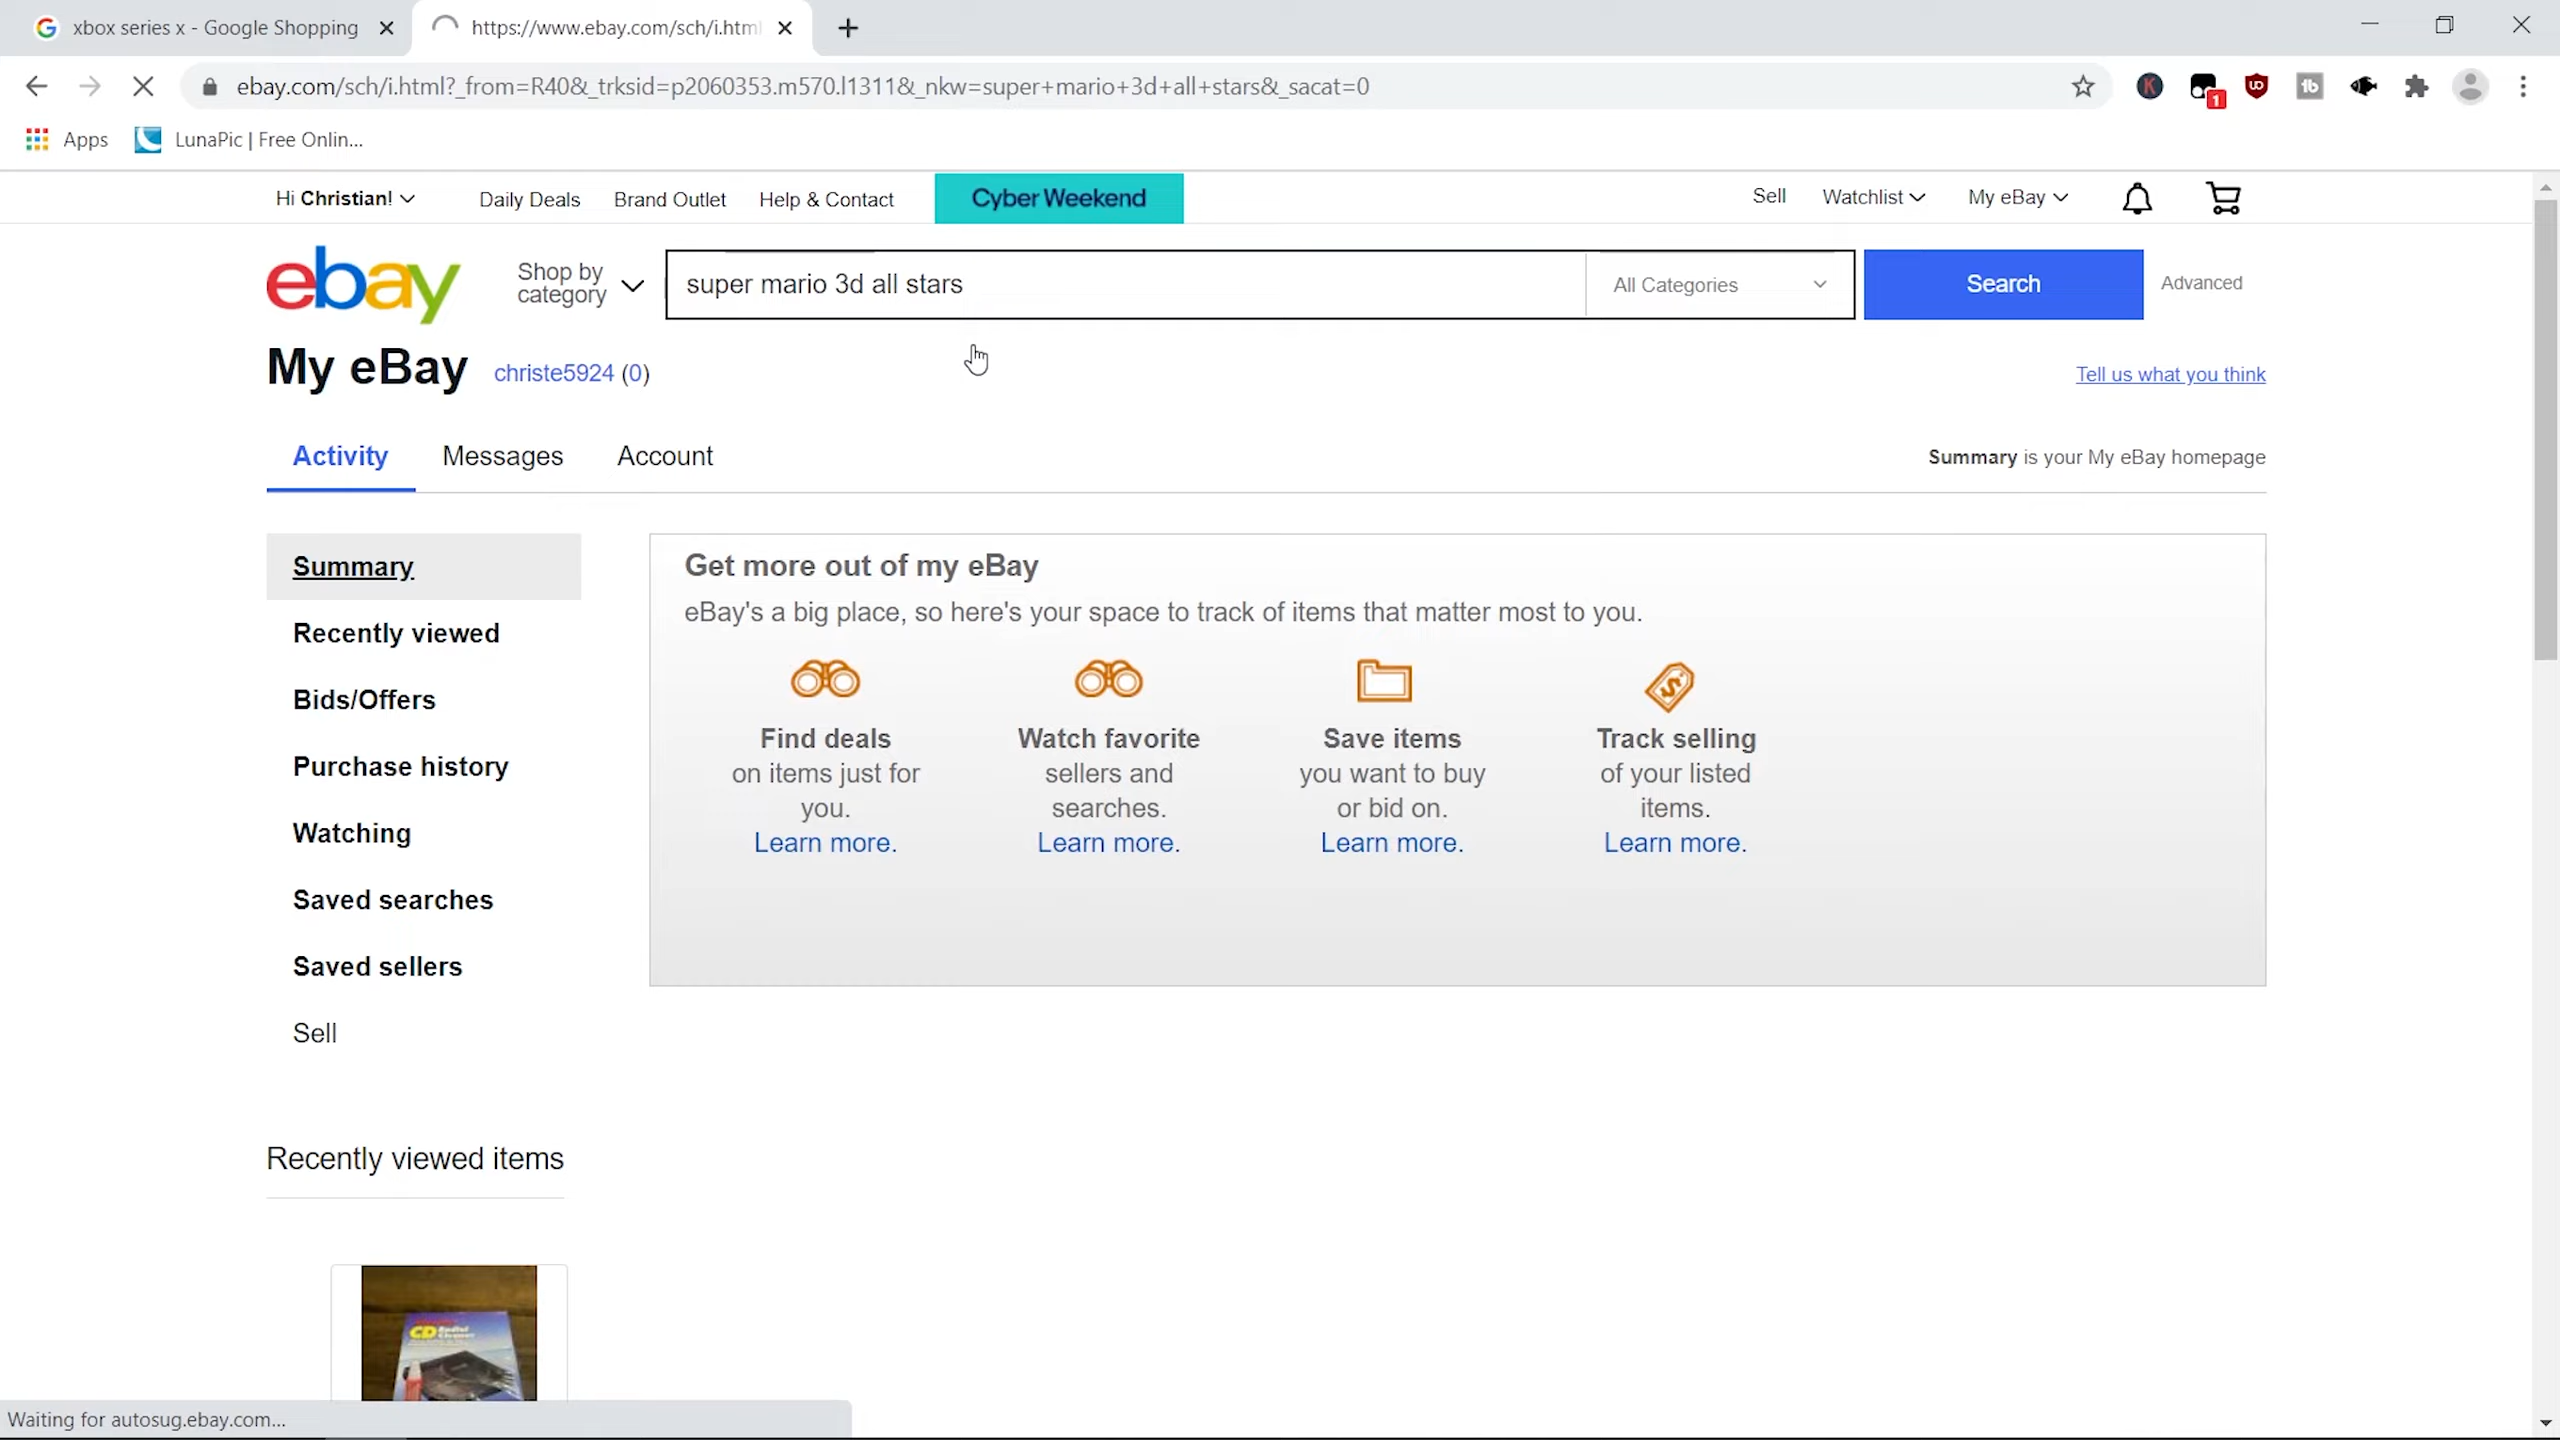 xbox series x - Google Shopping
https://www.ebay.com/sch/i.html
ebay.com/sch/i.html?_from=R40&_trksid=p2060353.m570.l1311&_nkw=super+mario+3d+all+stars&_sacat=0
K
1
UO
tb
Apps
LunaPic | Free Onlin...
Hi Christian!
Daily Deals
Brand Outlet
Help & Contact
Cyber Weekend
Sell
Watchlist
My eBay
ebay
Shop by
category
super mario 3d all stars
All Categories
Search
Advanced
My eBay
christe5924 (0)
Tell us what you think
Activity
Messages
Account
Summary is your My eBay homepage
Summary
Recently viewed
Bids/Offers
Purchase history
Watching
Saved searches
Saved sellers
Sell
Get more out of my eBay
eBay's a big place, so here's your space to track of items that matter most to you.
Find deals
on items just for
you.
Learn more.
Watch favorite
sellers and
searches.
Learn more.
Save items
you want to buy
or bid on.
Learn more.
Track selling
of your listed
items.
Learn more.
Recently viewed items
CD Radial
Cleaner
Waiting for autosug.ebay.com...